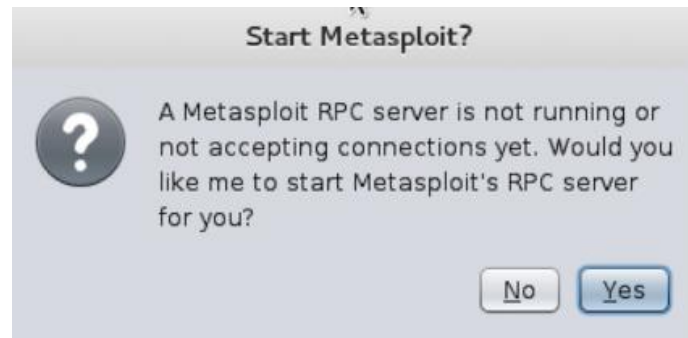 Start Metasploit?
A Metasploit RPC server is not running or
not accepting connections yet. Would you
like me to start Metasploit's RPC server
for you?
No
Yes